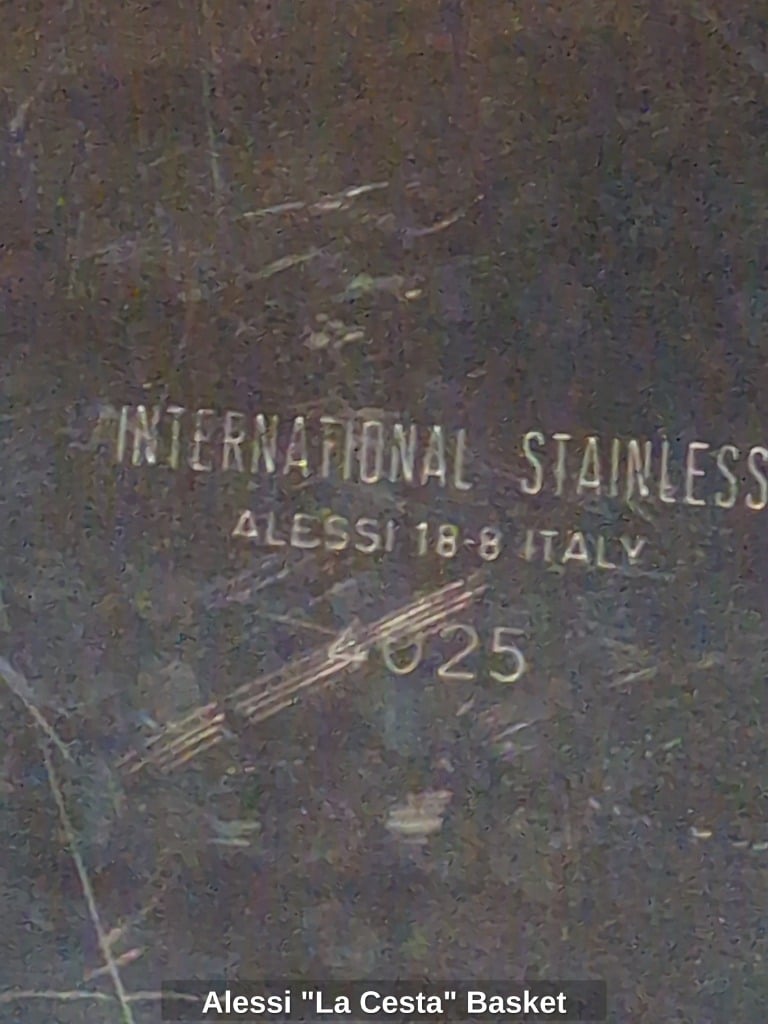 INTERNATIONAL STAINLESS
ALESSI 18-8 ITALY
4025
Alessi "La Cesta" Basket